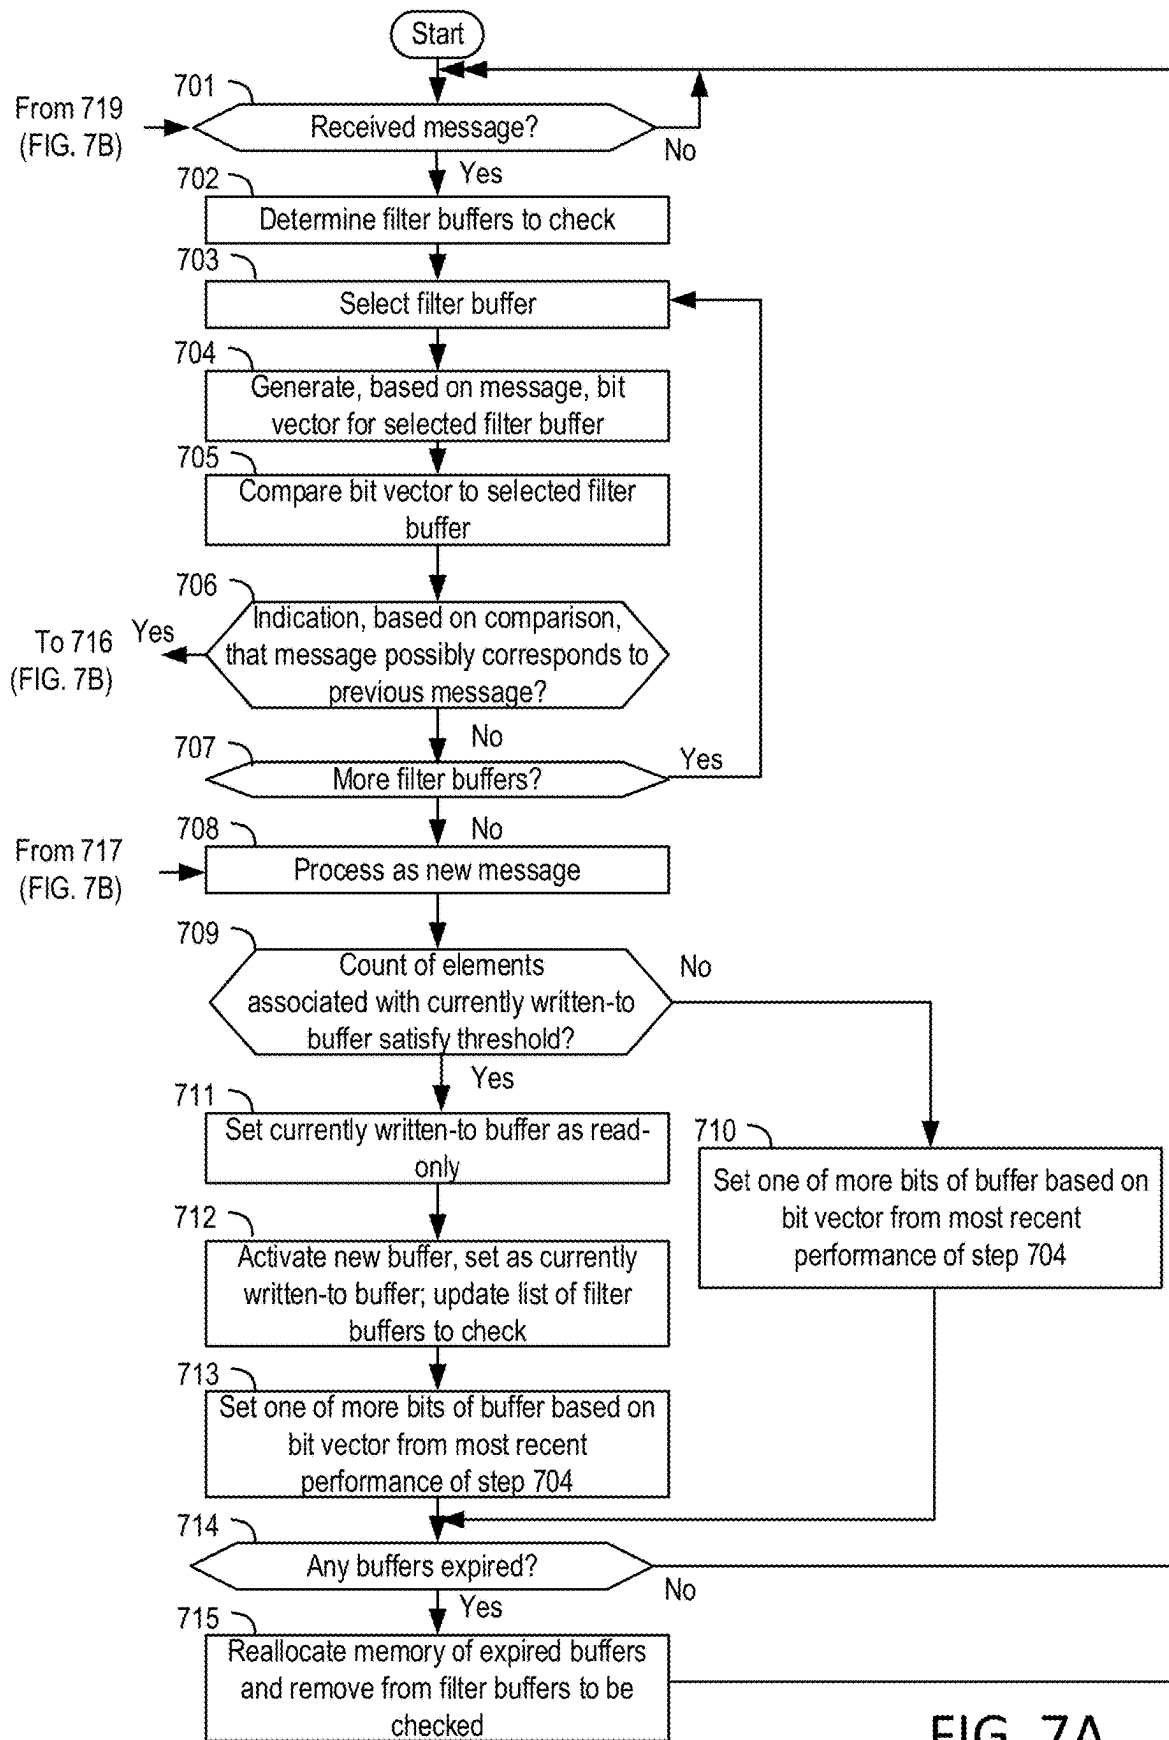 Start
701
From 719
(FIG. 7B)
Received message?
No
Yes
702
Determine filter buffers to check
703
Select filter buffer
704
Generate, based on message, bit
vector for selected filter buffer
705
Compare bit vector to selected filter
buffer
706
Indication, based on comparison,
that message possibly corresponds to
previous message?
Yes
To 716
(FIG. 7B)
No
707
More filter buffers?
Yes
No
708
From 717
(FIG. 7B)
Process as new message
709
Count of elements
associated with currently written-to
buffer satisfy threshold?
No
Yes
711
Set currently written-to buffer as read-
only
710
Set one of more bits of buffer based on
bit vector from most recent
performance of step 704
712
Activate new buffer, set as currently
written-to buffer; update list of filter
buffers to check
713
Set one of more bits of buffer based on
bit vector from most recent
performance of step 704
714
Any buffers expired?
No
Yes
715
Reallocate memory of expired buffers
and remove from filter buffers to be
checked
FIG. 7A